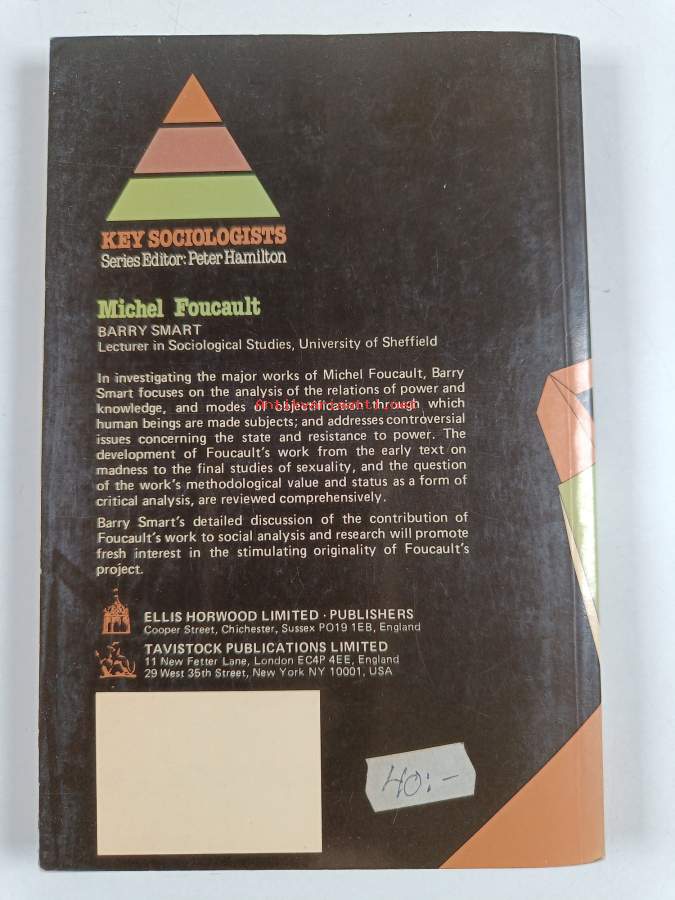 KEY SOCIOLOGISTS
Series Editor: Peter Hamilton
Michel Foucault
BARRY SMART
Lecturer in Sociological Studies, University of Sheffield
In investigating the major works of Michel Foucault, Barry
Smart focuses on the analysis of the relations of power and
knowledge, and modes of objectification through which
human beings are made subjects; and addresses controversial
issues concerning the state and resistance to power. The
development of Foucault's work from the early text on
madness to the final studies of sexuality, and the question
of the work's methodological value and status as a form of
critical analysis, are reviewed comprehensively.
Barry Smart's detailed discussion of the contribution of
Foucault's work to social analysis and research will promote
fresh interest in the stimulating originality of Foucault's
project.
ELLIS HORWOOD LIMITED · PUBLISHERS
Cooper Street, Chichester, Sussex PO19 1EB, England
TAVISTOCK PUBLICATIONS LIMITED
11 New Fetter Lane, London EC4P 4EE, England
29 West 35th Street, New York NY 10001, USA
40:-